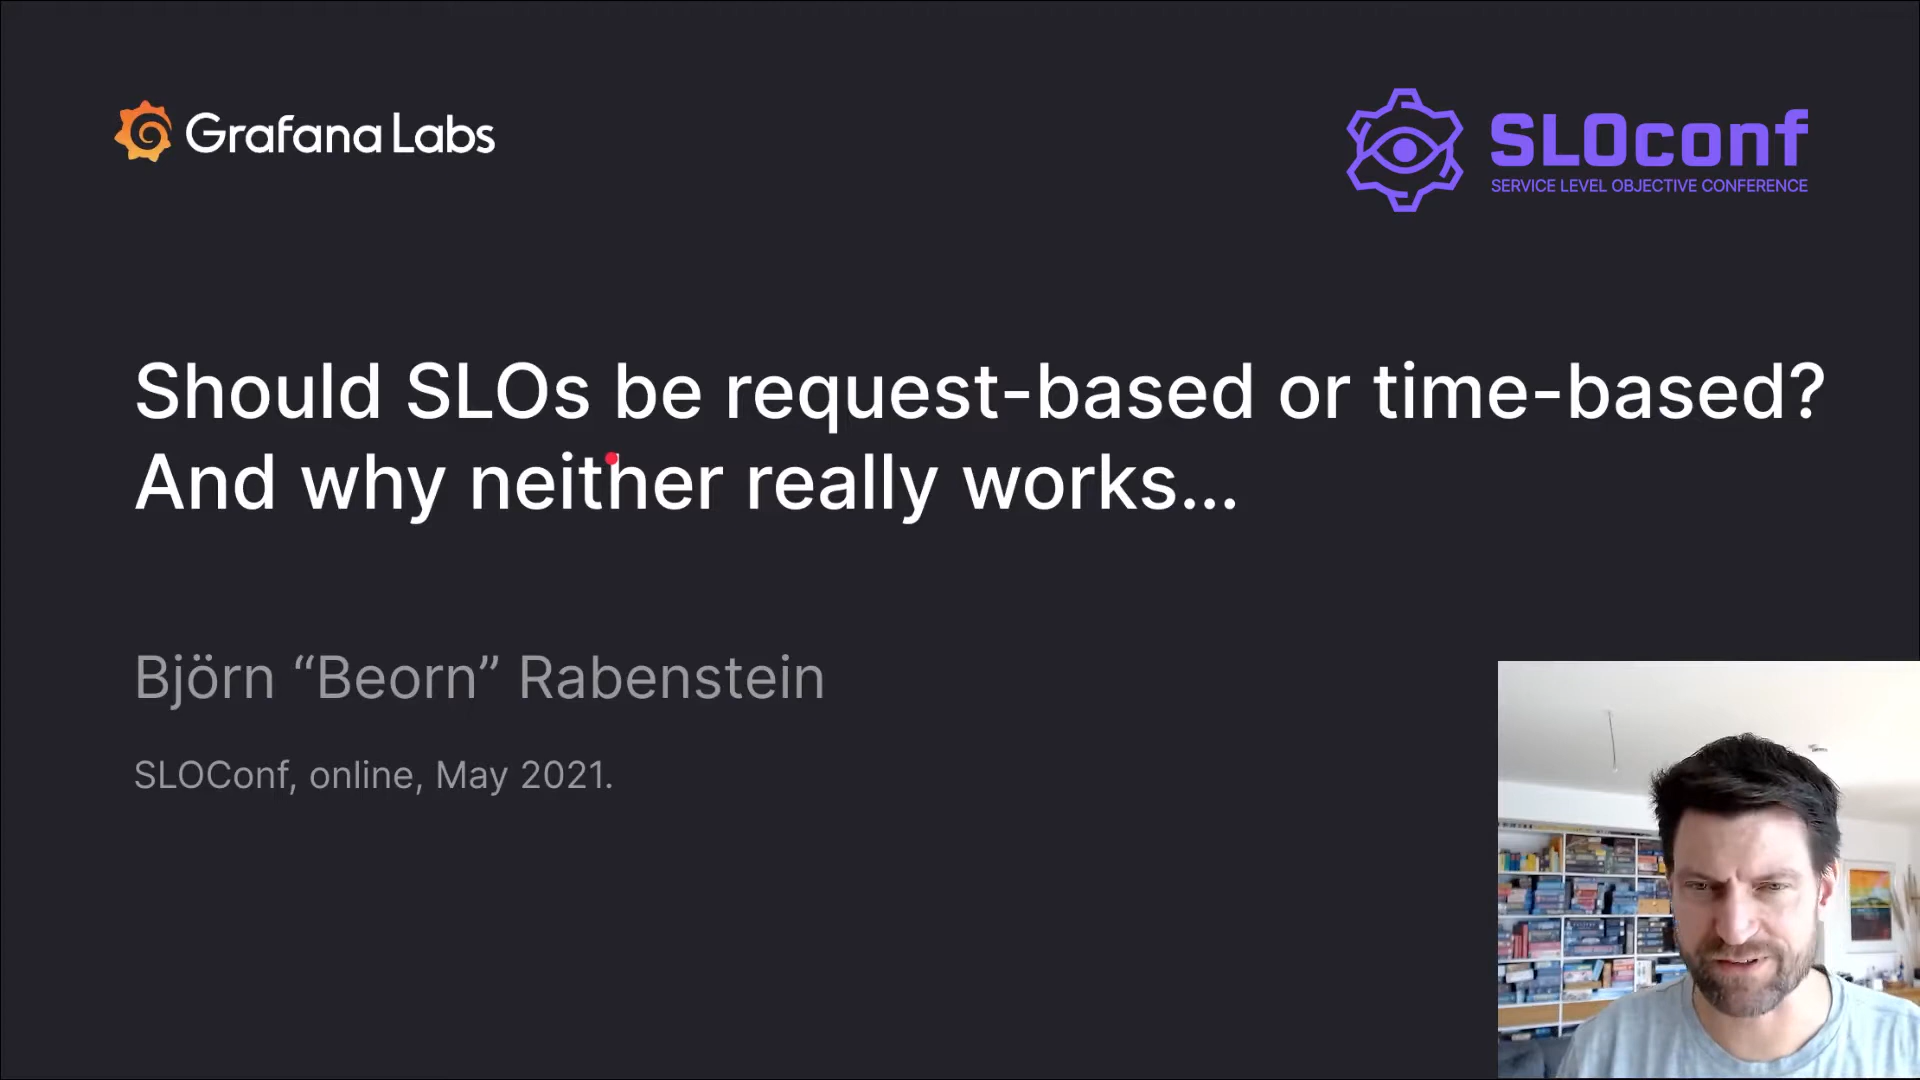 Grafana Labs
SLOconf
SERVICE LEVEL OBJECTIVE CONFERENCE
Should SLOs be request-based or time-based?
And why neither really works...
Björn “Beorn” Rabenstein
SLOConf, online, May 2021.